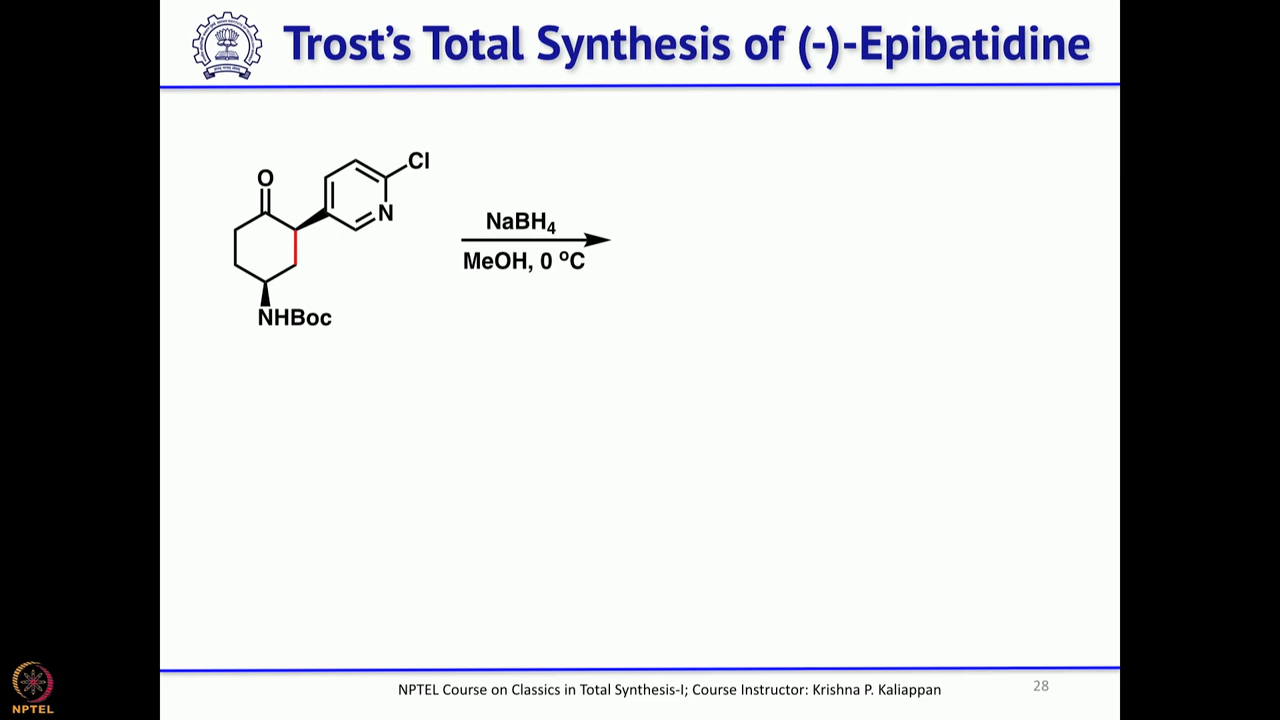 Trost's Total Synthesis of (-)-Epibatidine
O
Cl
N
NHBoc
NaBH₄
MeOH, 0 ºC
NPTEL
NPTEL Course on Classics in Total Synthesis-I; Course Instructor: Krishna P. Kaliappan
28